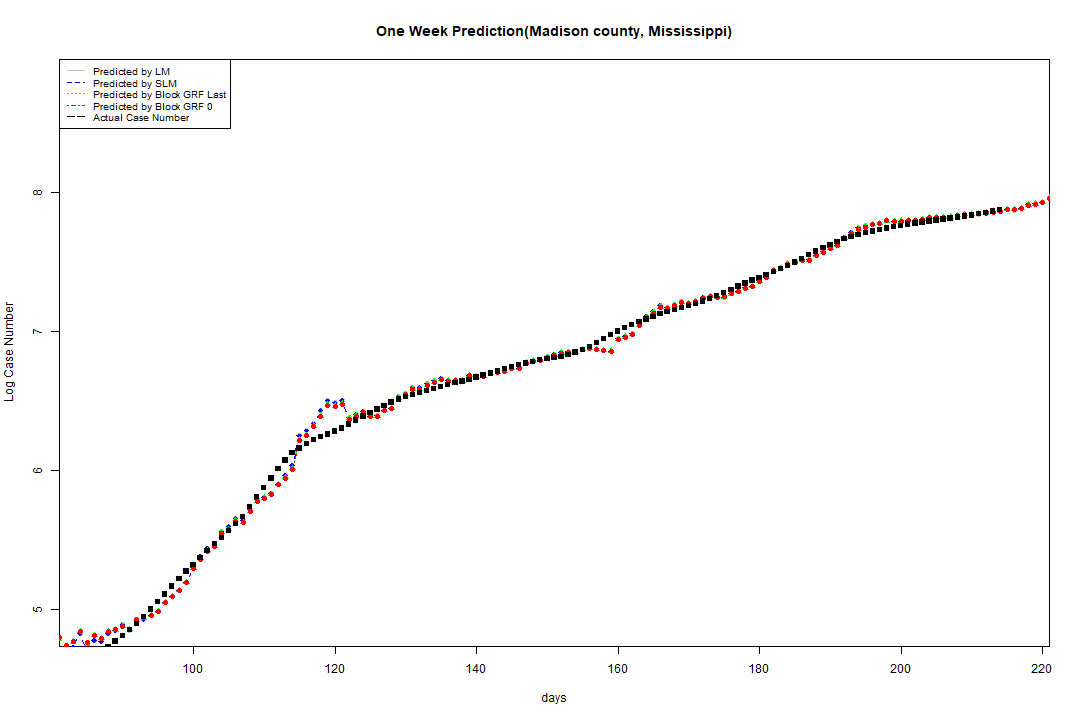 One Week Prediction(Madison county, Mississippi)
Predicted by LM
Predicted by SLM
Predicted by Block GRF Last
Predicted by Block GRF 0
Actual Case Number
8
7
6
5
Log Case Number
100 120 140 160 180 200 220
days